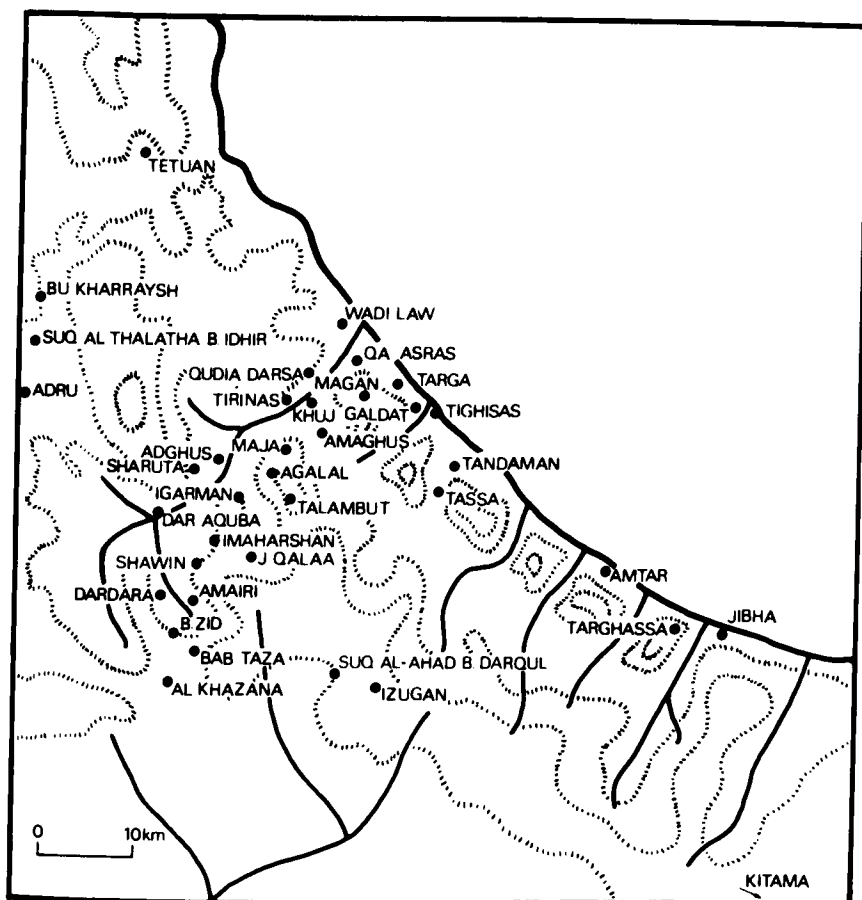 TETUAN
BU KHARRAYSH
WADI LAW
SUQ AL THALATHA B IDHIR
QA ASRAS
QUDIA DARSA
MAGAN
TARGA
ADRU
TIRINAS
KHUJ
GALDAT
TIGHISAS
AMAGHUS
MAJA
ADGHUS
SHARUTA
AGALAL
TANDAMAN
IGARMAN
TALAMBUT
TASSA
DAR AQUBA
IMAHARSHAN
J QALAA
SHAWIN
AMTAR
DARDARA
AMAIRI
B ZID
TARGHASSA
JIBHA
BAB TAZA
SUQ AL-AHAD B DARQUL
AL KHAZANA
IZUGAN
0 10km
KITAMA